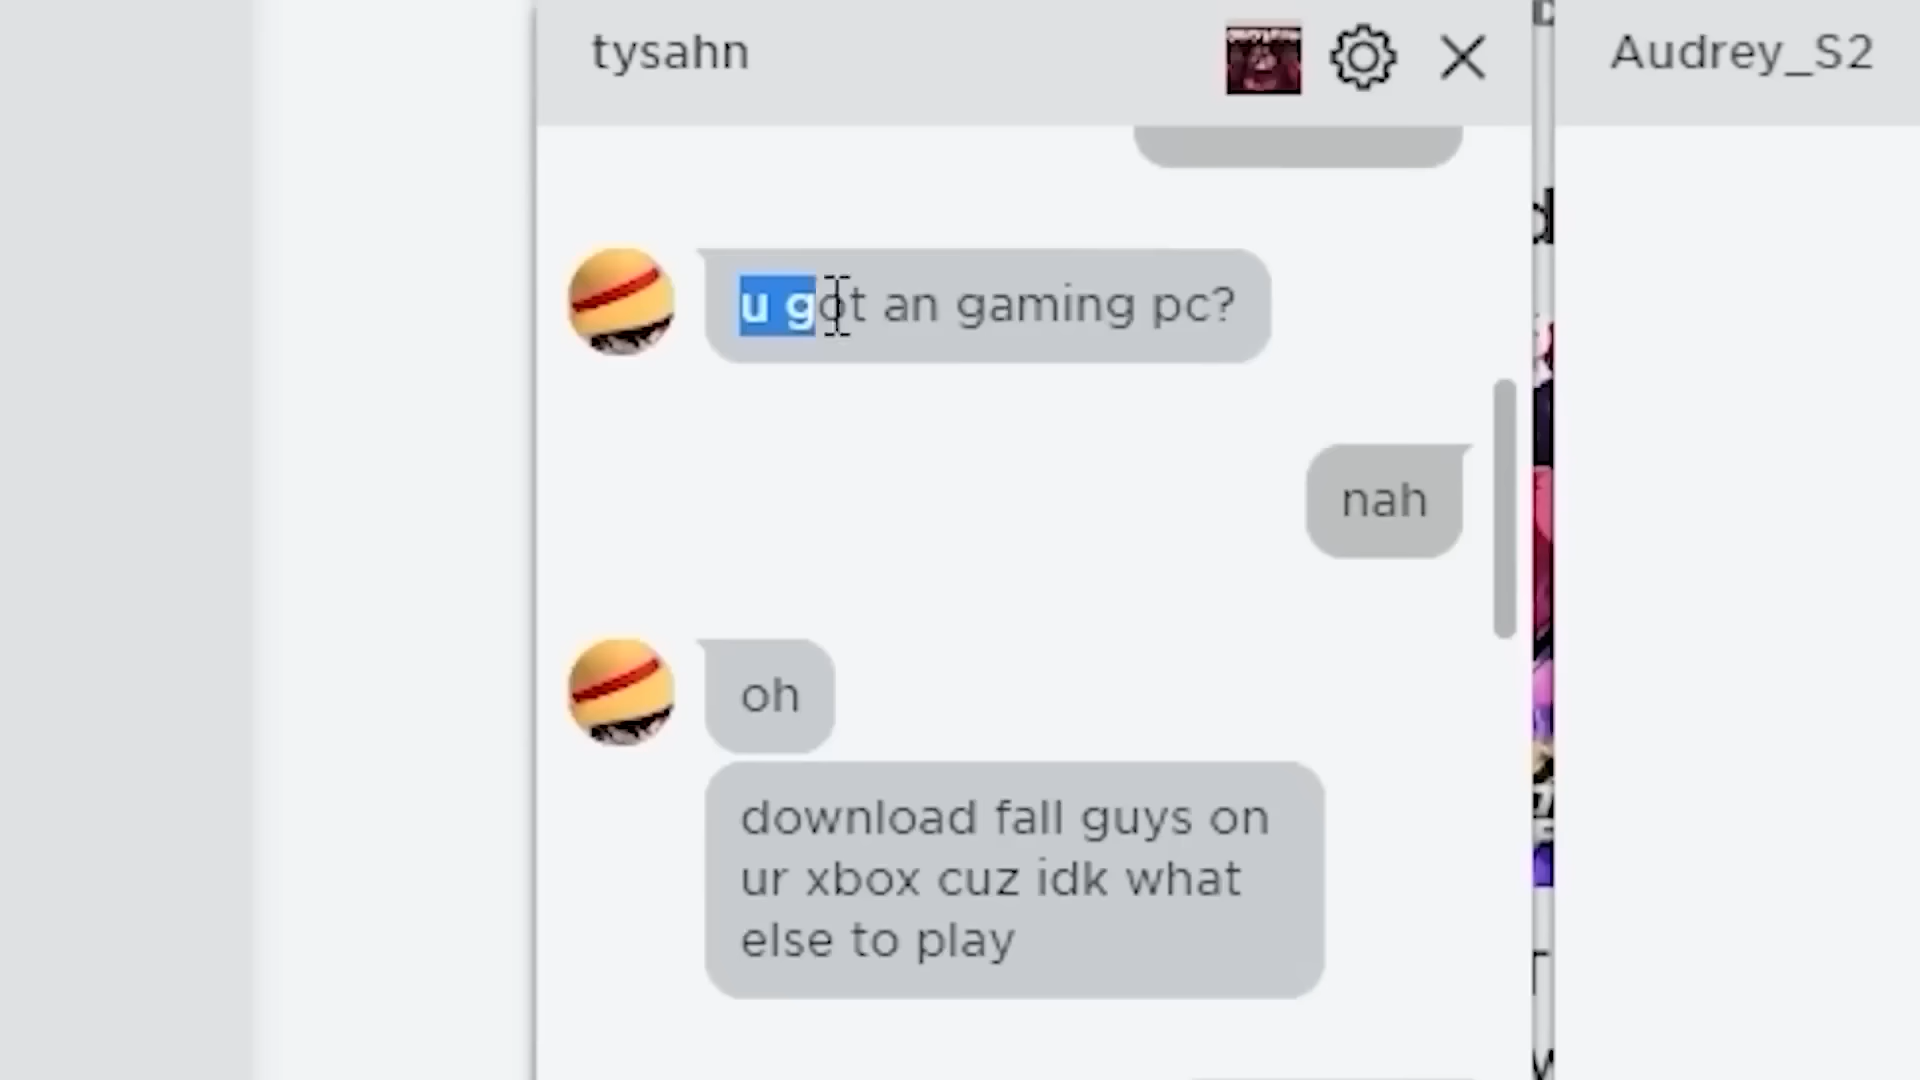 tysahn
Audrey_S2
u got an gaming pc?
nah
oh
download fall guys on
ur xbox cuz idk what
else to play